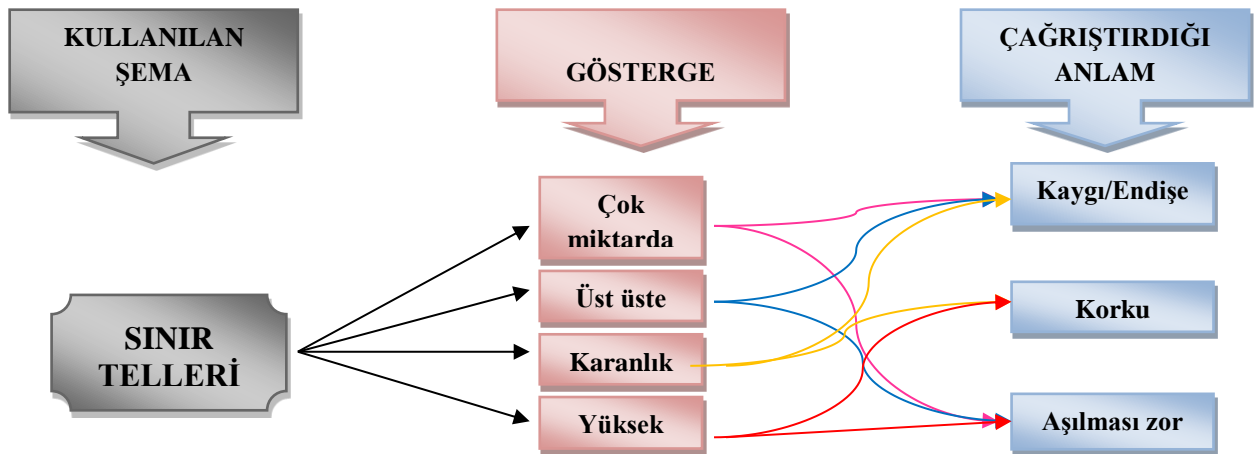 KULLANILAN
ŞEMA
GÖSTERGE
ÇAĞRIŞTIRDIĞI
ANLAM
SINIR
TELLERİ
Çok
miktarda
Üst üste
Karanlık
Yüksek
Kaygı/Endişe
Korku
Aşılması zor